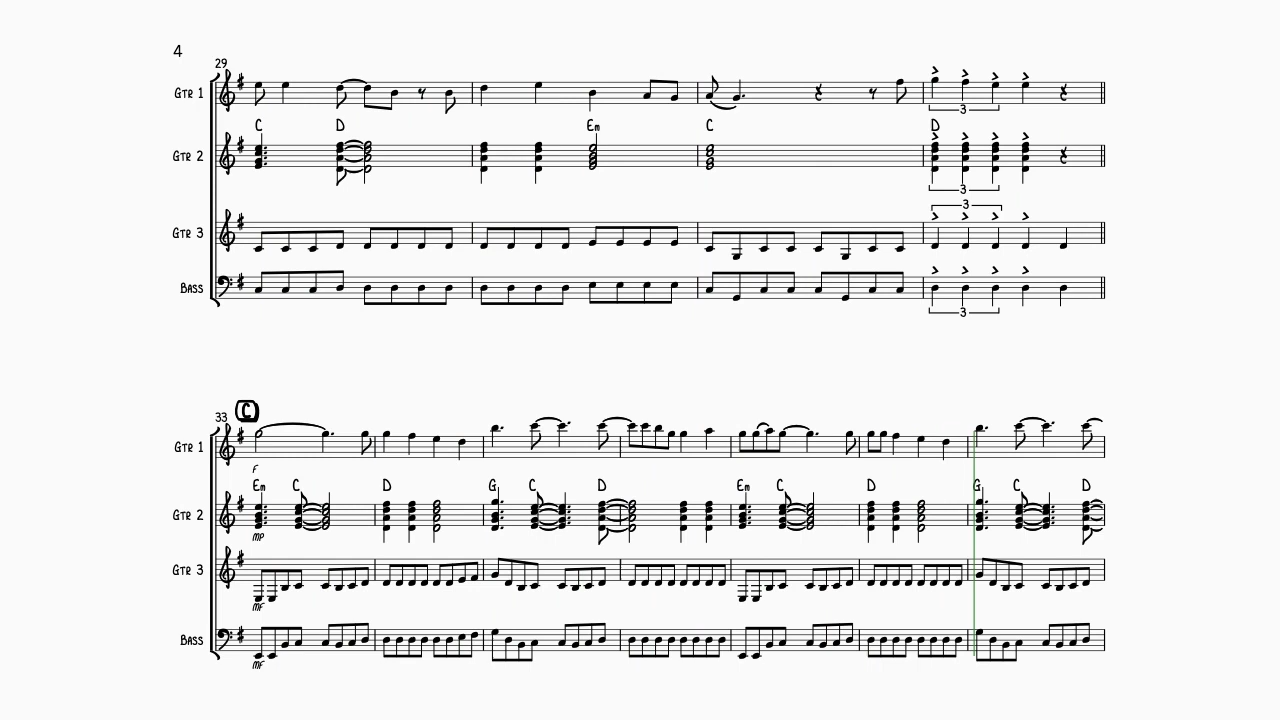 4
29
Gtr 1
3
C D Em C D
Gtr 2
3
3
Gtr 3
Bass
3
33 C
Gtr 1
F
Em C D G C D Em C D G C D
Gtr 2
mp
Gtr 3
mf
Bass
mf